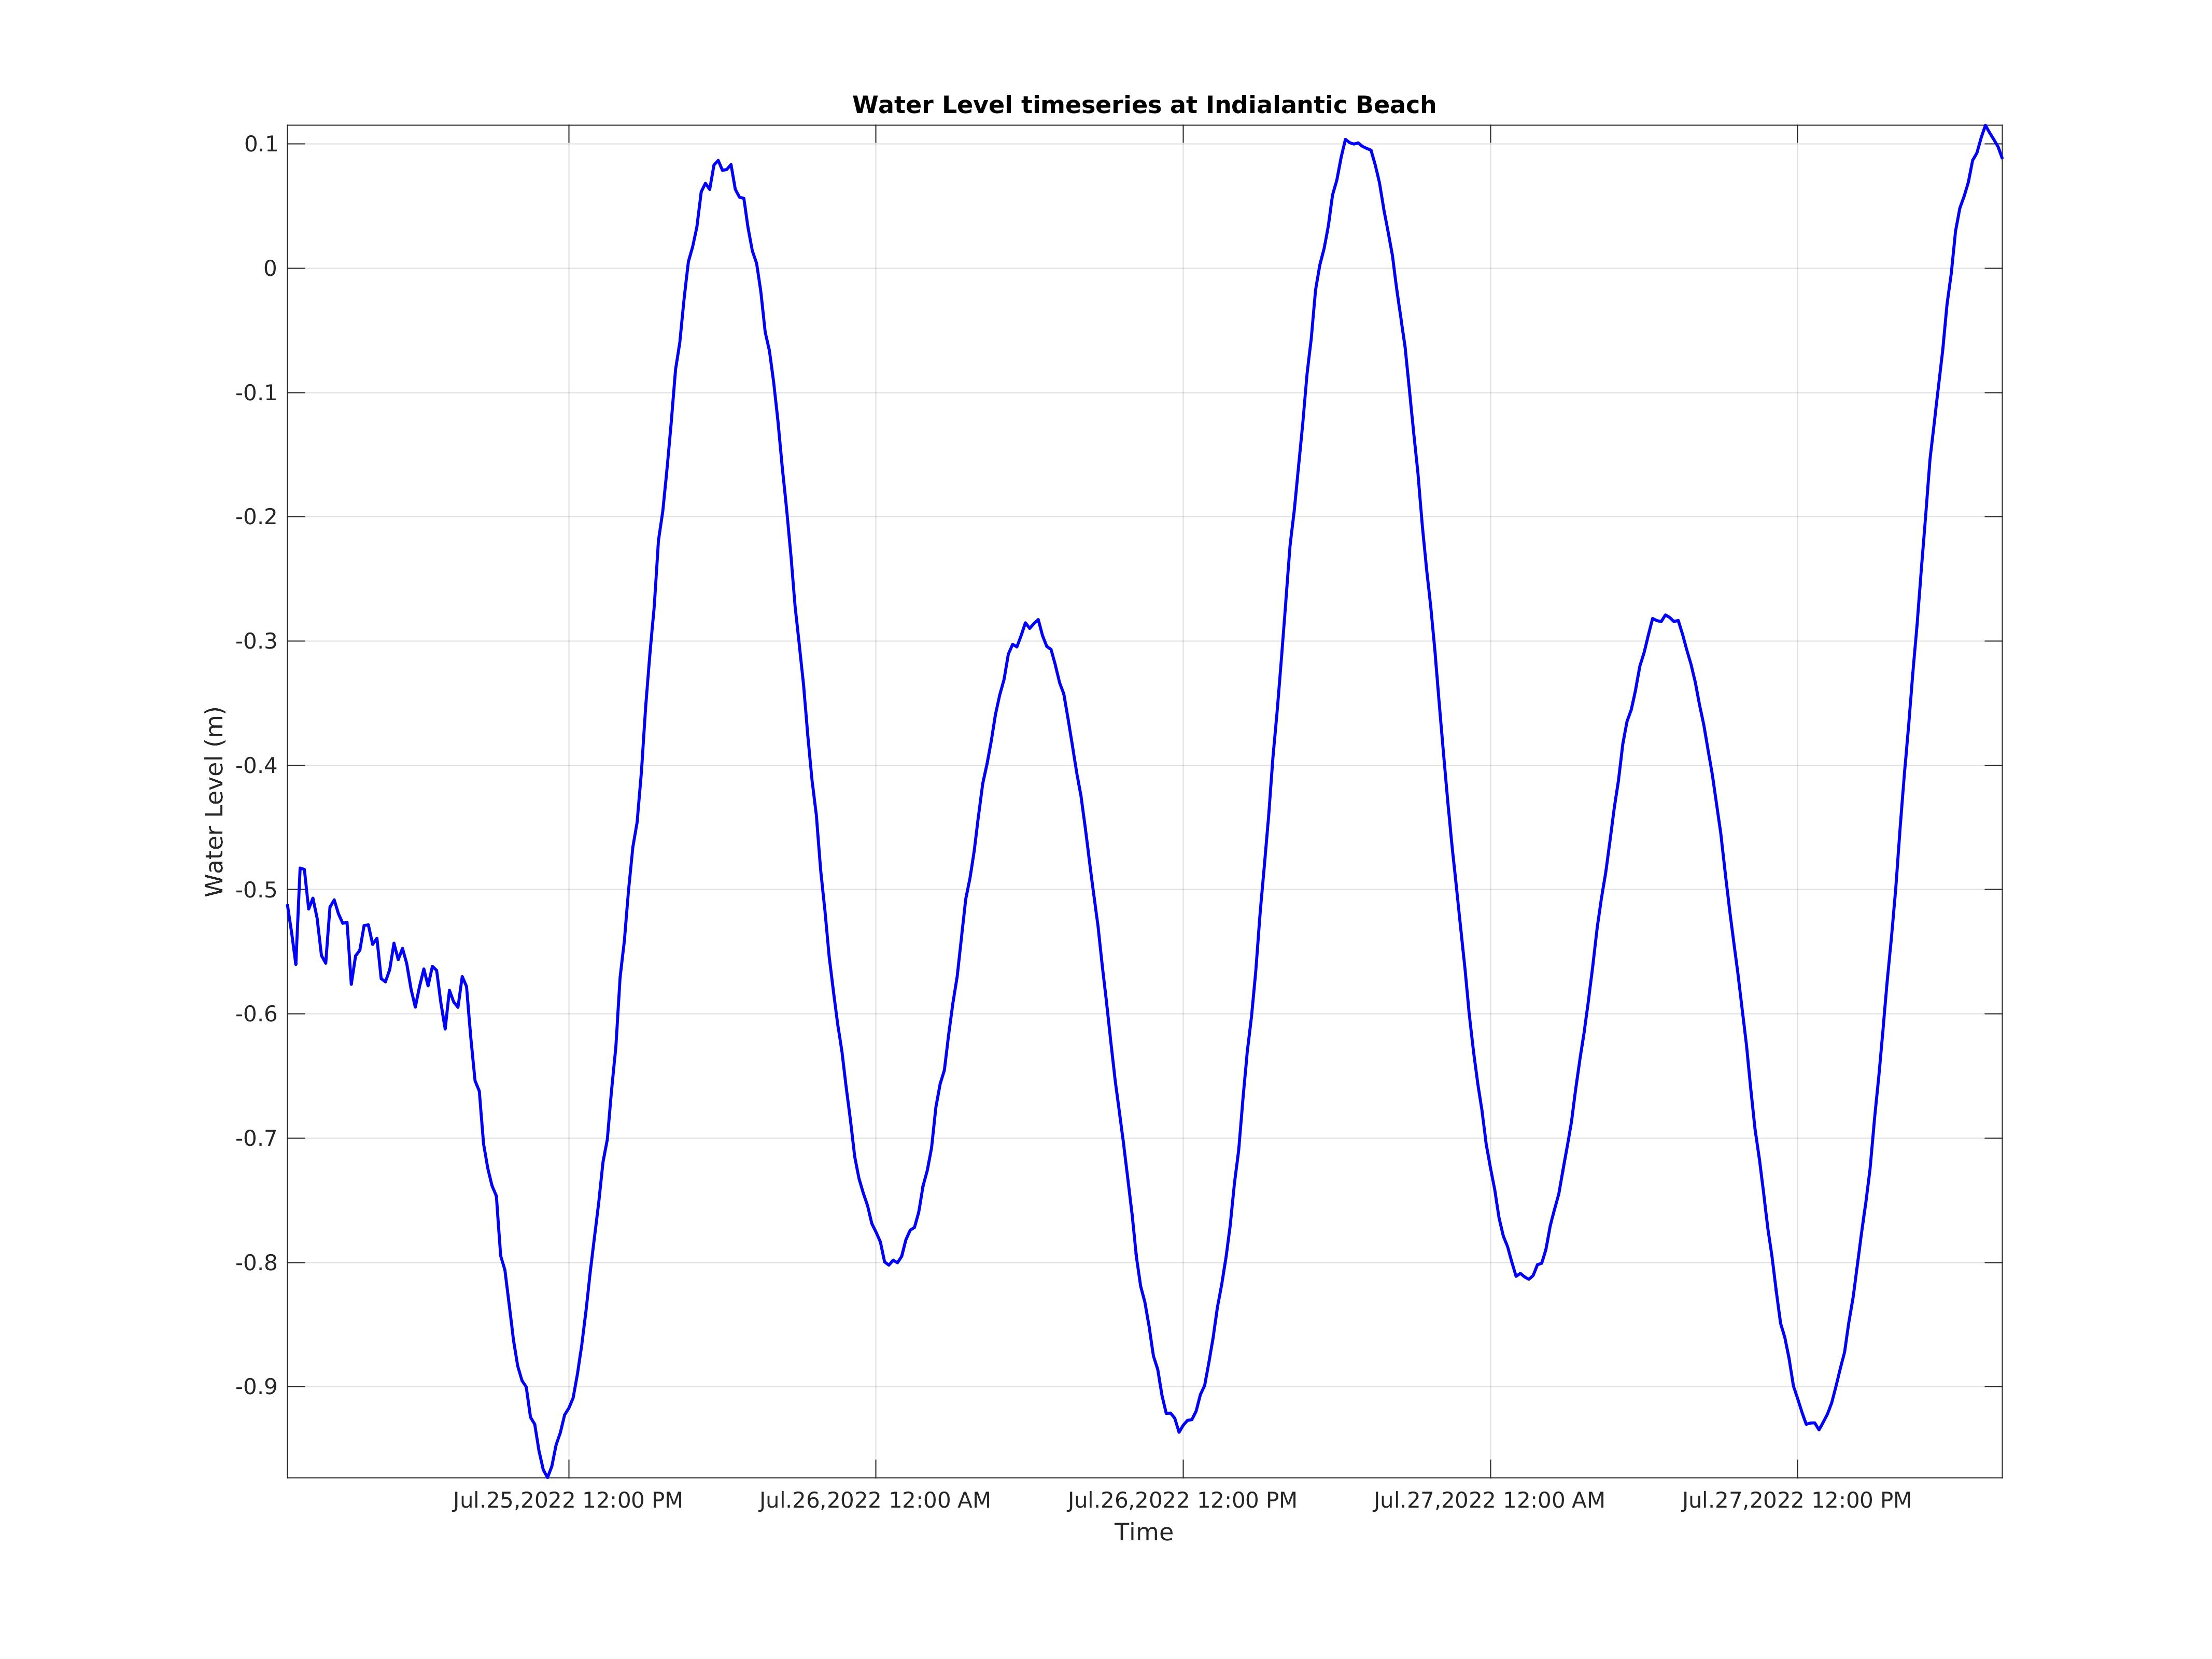 Water Level timeseries at Indialantic Beach
0.1
0
-0.1
-0.2
-0.3
-0.4
-0.5
-0.6
-0.7
-0.8
-0.9
Water Level (m)
Jul.25,2022 12:00 PM
Jul.26,2022 12:00 AM
Jul.26,2022 12:00 PM
Jul.27,2022 12:00 AM
Jul.27,2022 12:00 PM
Time